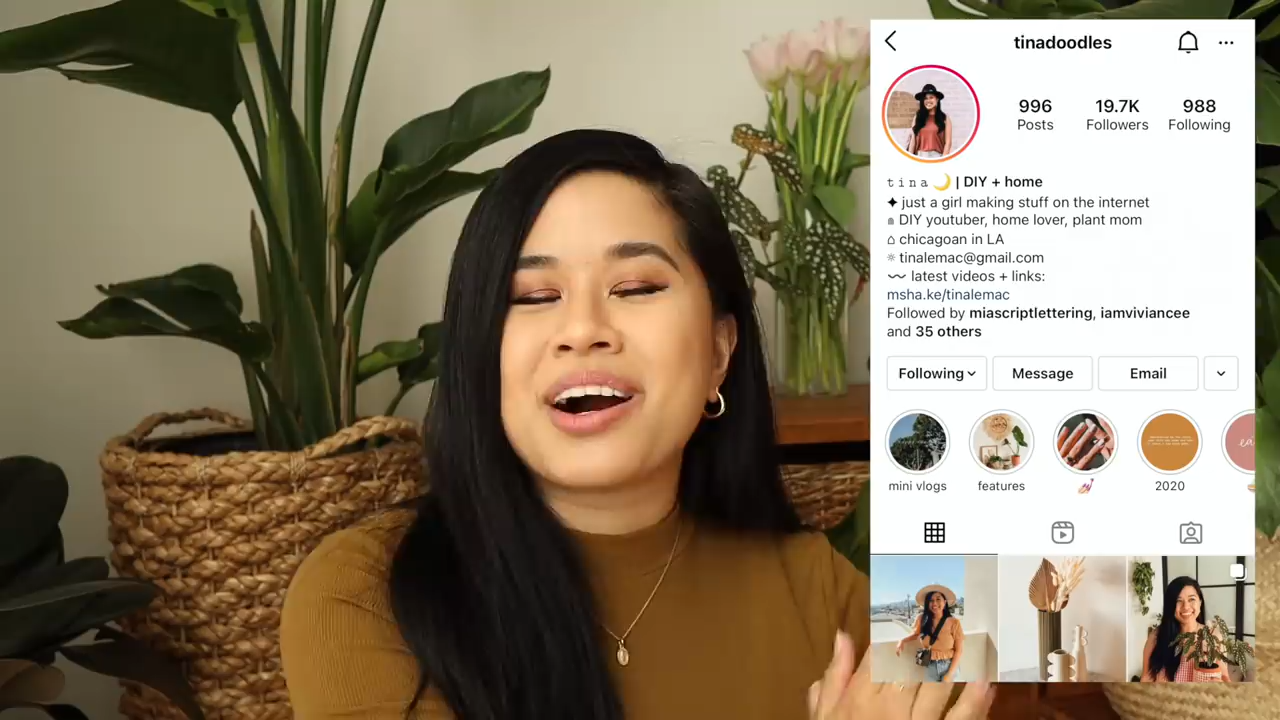 tinadoodles
996
19.7K
988
Posts
Followers
Following
t i n a 🌙 | DIY + home
✦ just a girl making stuff on the internet
⍝ DIY youtuber, home lover, plant mom
⌂ chicagoan in LA
☼ tinalemac@gmail.com
〰 latest videos + links:
msha.ke/tinalemac
Followed by miascriptlettering, iamviviancee
and 35 others
Following
Message
Email
mini vlogs
features
💅
2020